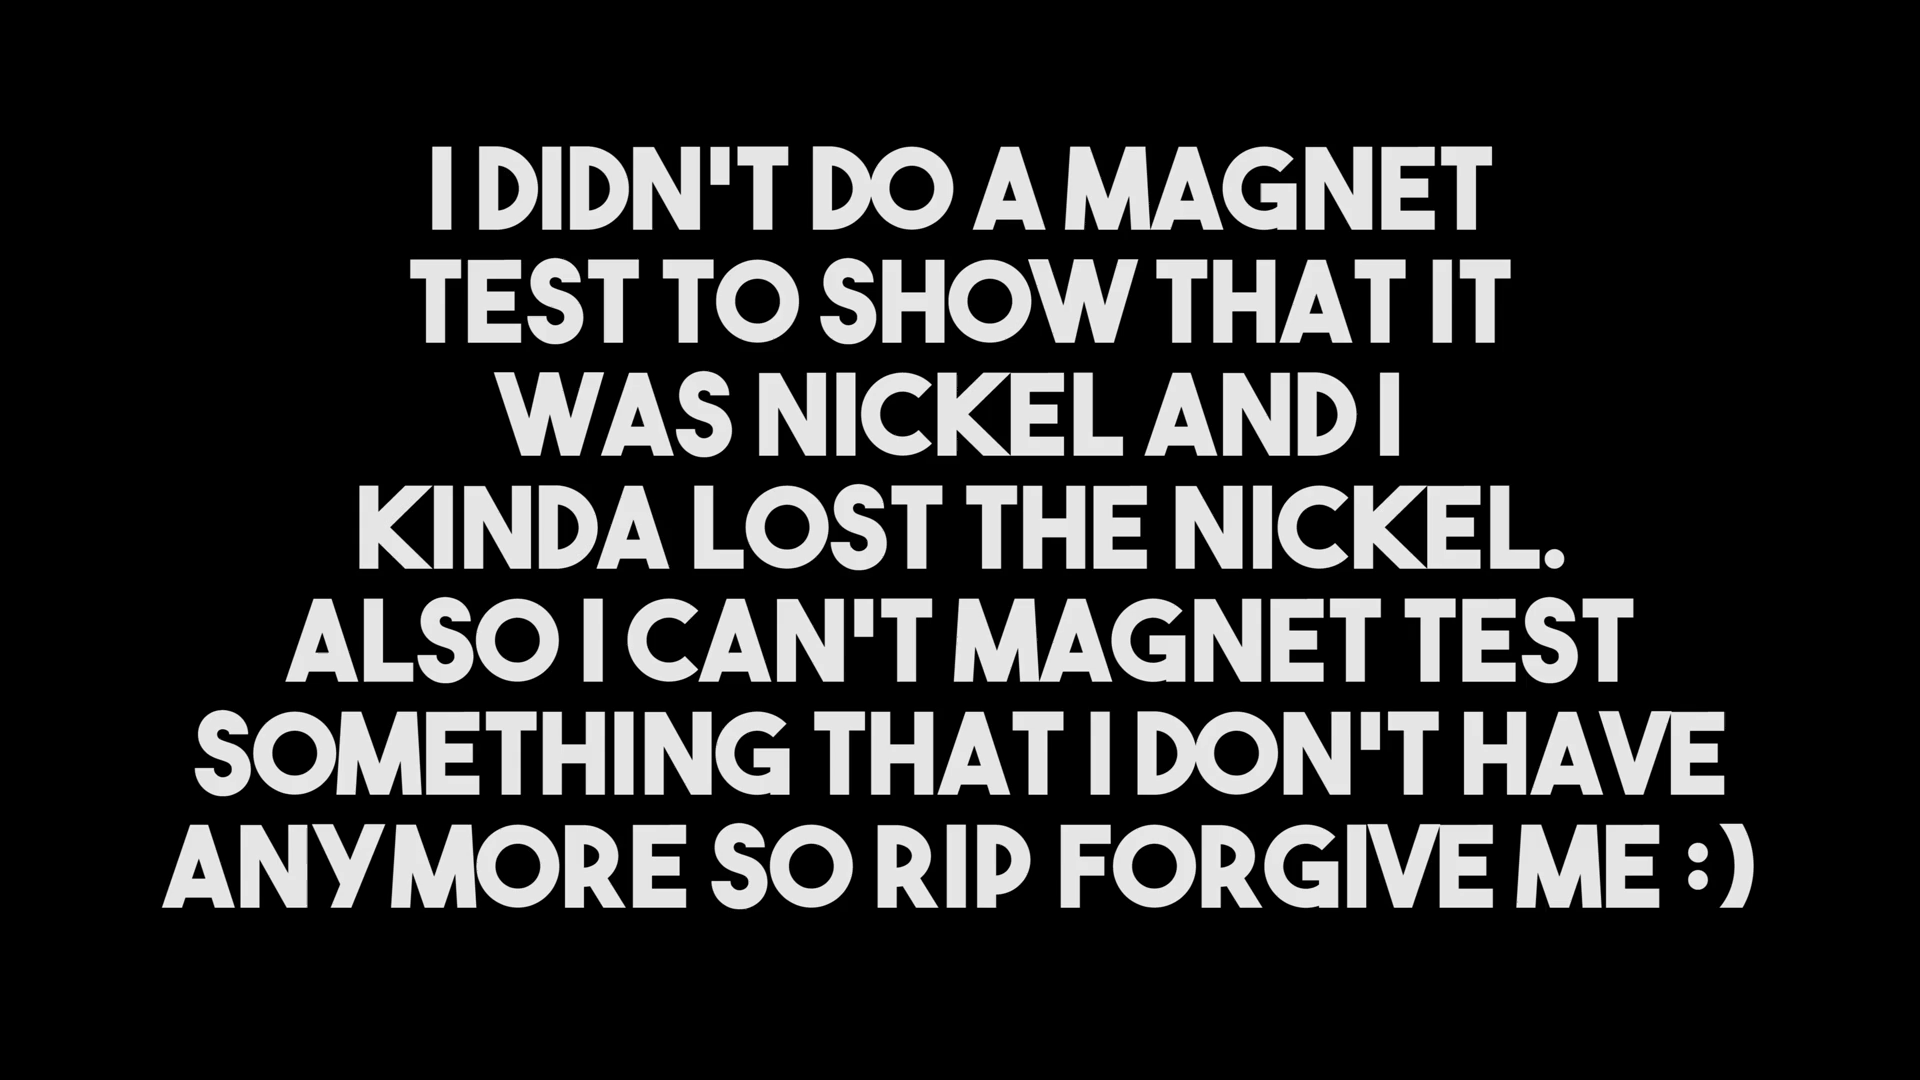 I DIDN'T DO A MAGNET
TEST TO SHOW THAT IT
WAS NICKEL AND I
KINDA LOST THE NICKEL.
ALSO I CAN'T MAGNET TEST
SOMETHING THAT I DON'T HAVE
ANYMORE SO RIP FORGIVE ME :)